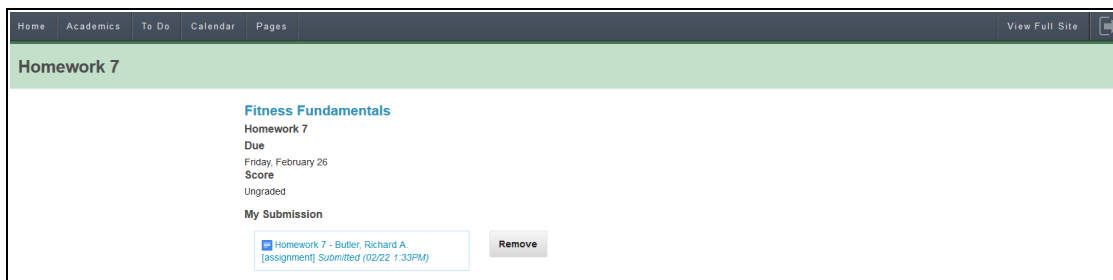 Home Academics To Do Calendar Pages View Full Site
Homework 7
Fitness Fundamentals
Homework 7
Due
Friday, February 26
Score
Ungraded
My Submission
Homework 7 - Butler, Richard A.
[assignment] Submitted (02/22 1:33PM)
Remove